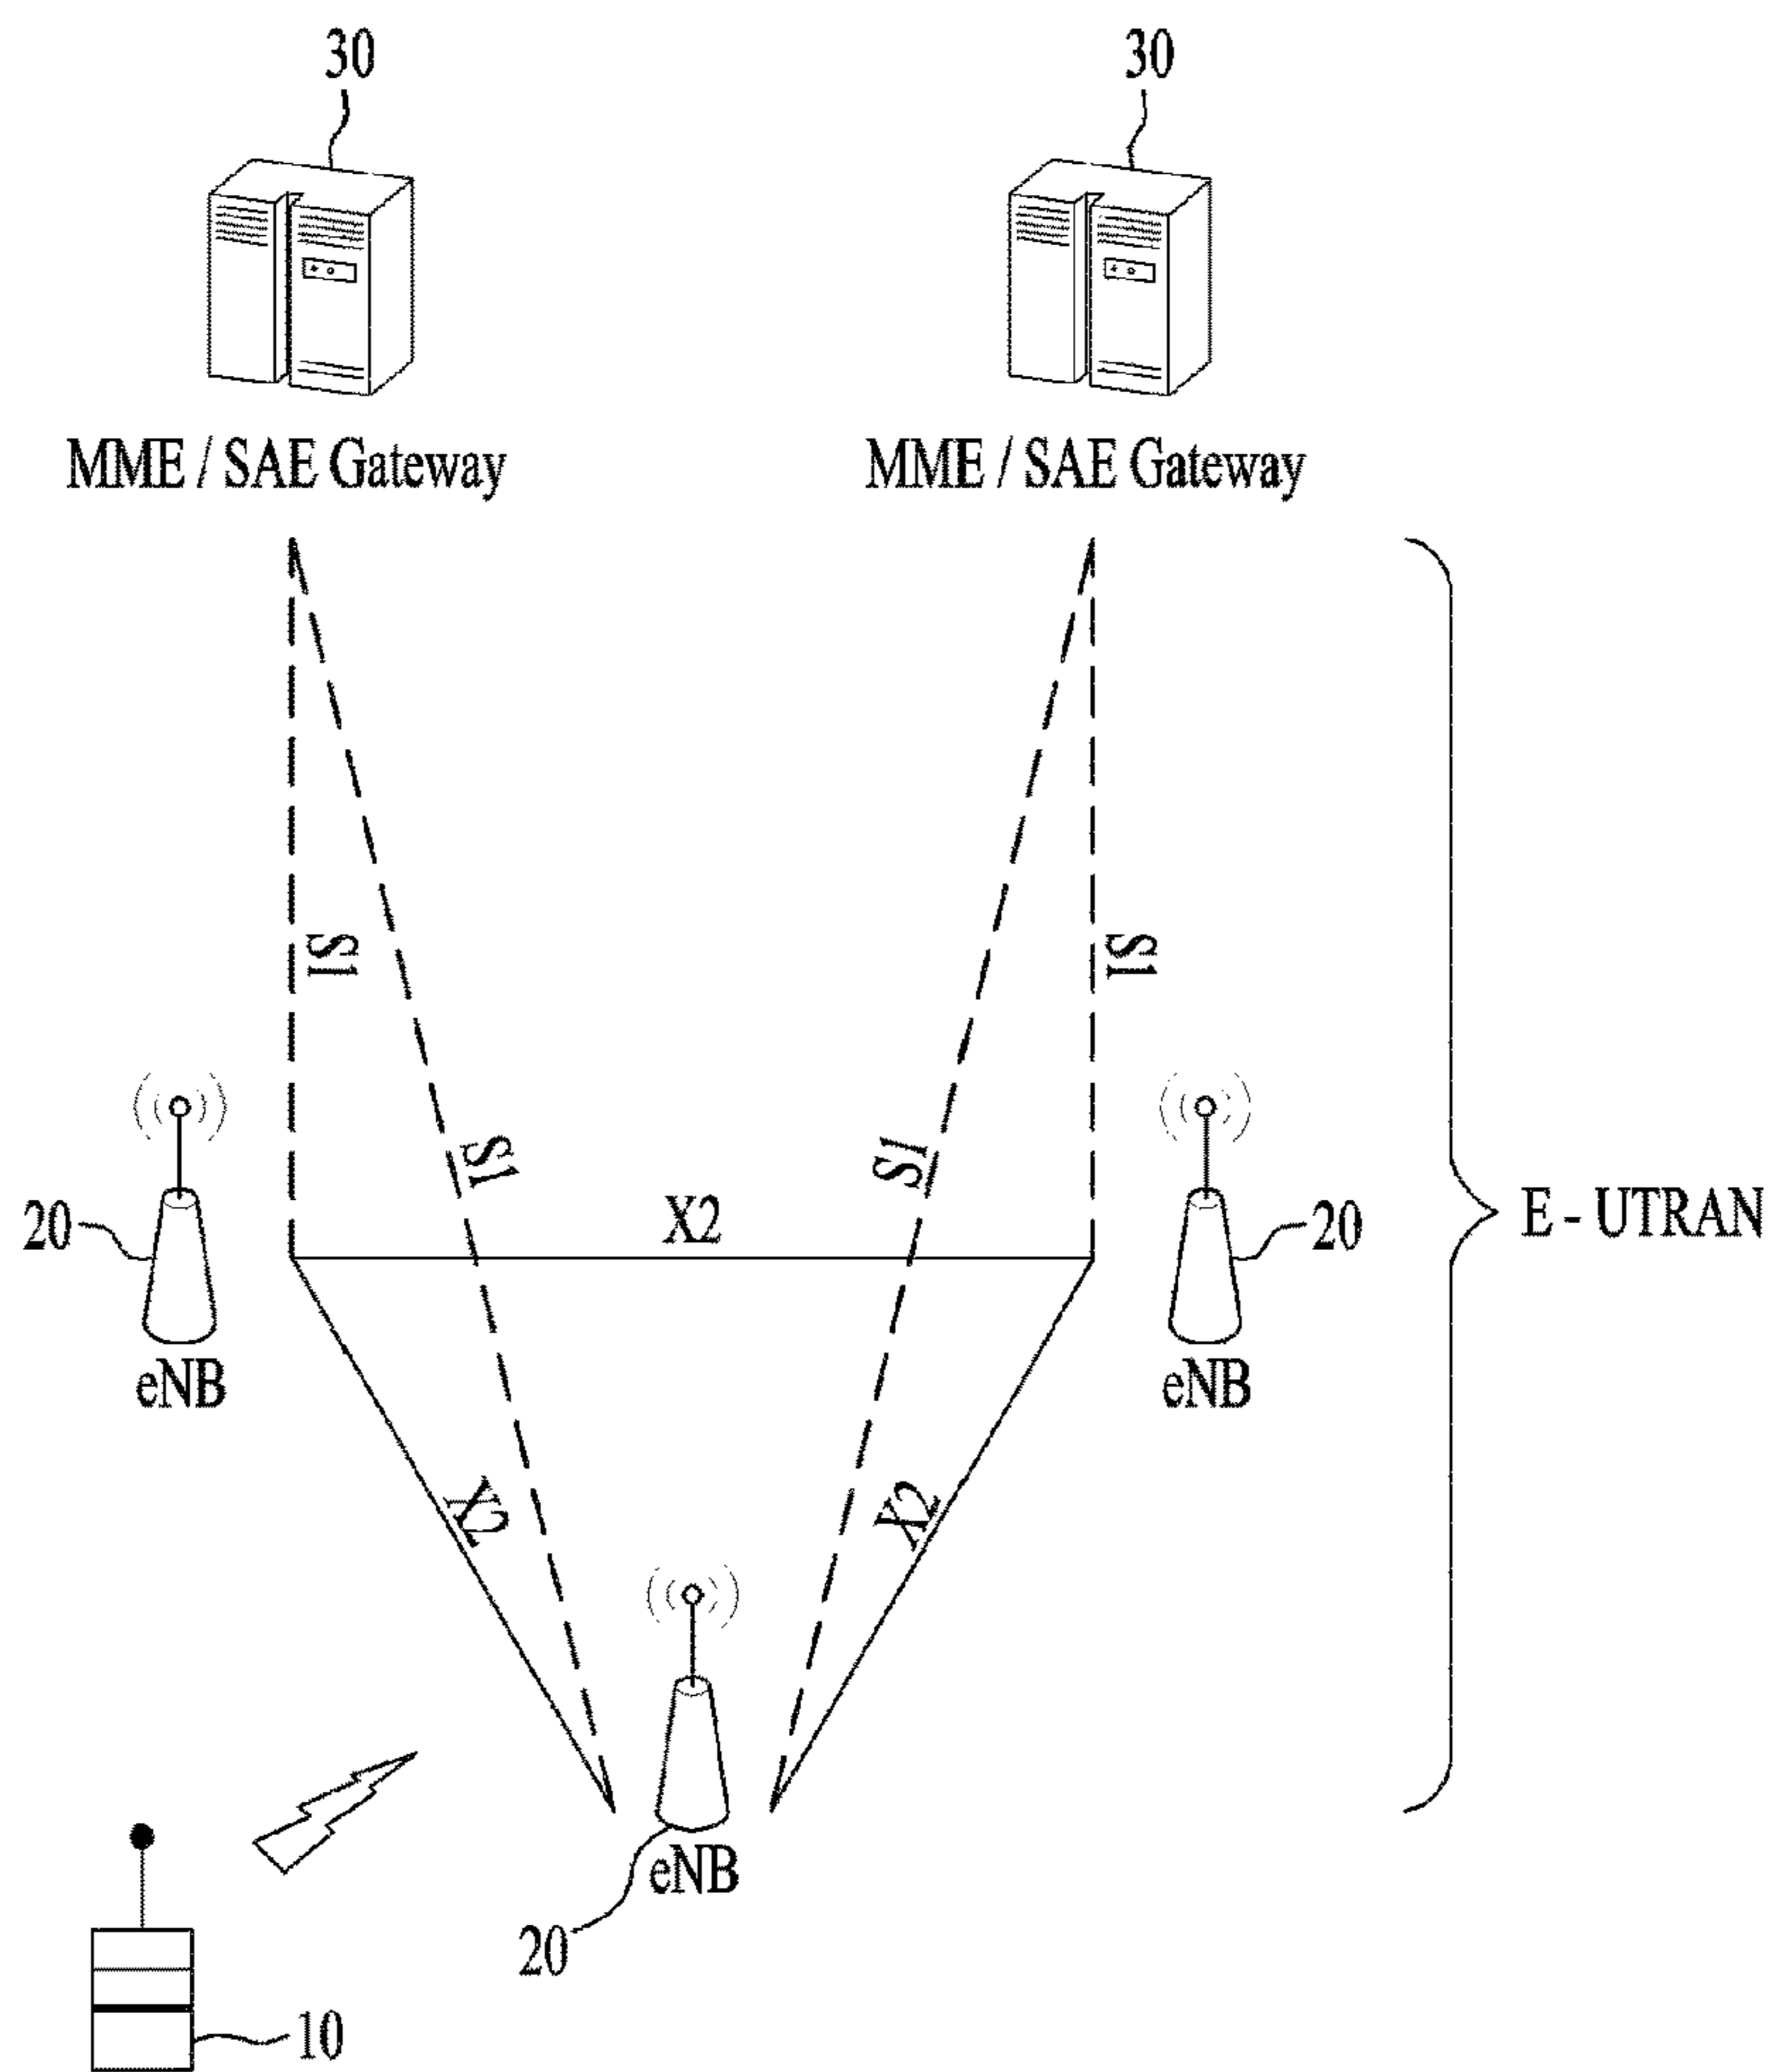 30 30
MME / SAE Gateway MME / SAE Gateway
S1 S1
S1 S1
X2
20 20
E - UTRAN
eNB eNB
X2 X2
eNB
20
10